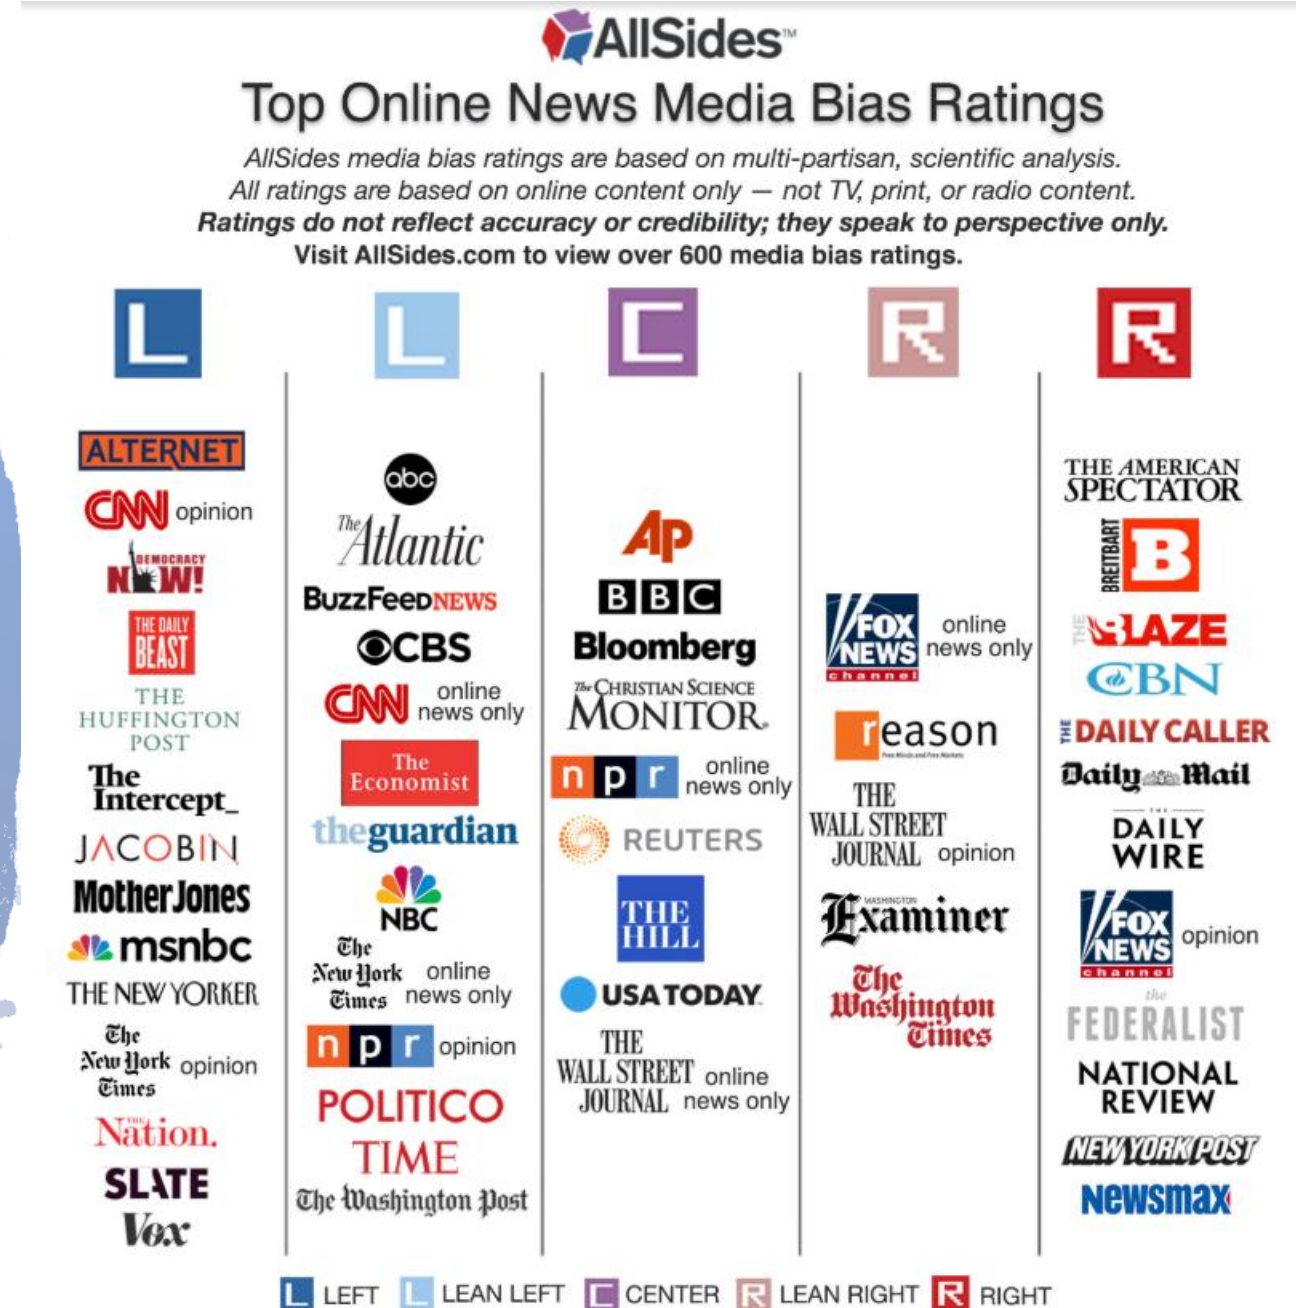 AllSides™
Top Online News Media Bias Ratings
AllSides media bias ratings are based on multi-partisan, scientific analysis.
All ratings are based on online content only — not TV, print, or radio content.
Ratings do not reflect accuracy or credibility; they speak to perspective only.
Visit AllSides.com to view over 600 media bias ratings.
L
ALTERNET
CNN opinion
DEMOCRACY
NOW!
THE DAILY
BEAST
THE
HUFFINGTON
POST
The
Intercept_
JACOBIN
Mother Jones
msnbc
THE NEW YORKER
The
New York
Times opinion
THE
Nation.
SLATE
Vox
L
abc
The Atlantic
BUZZFEED NEWS
CBS
CNN online
news only
The
Economist
theguardian
NBC
The
New York
Times online
news only
npr opinion
POLITICO
TIME
The Washington Post
C
AP
BBC
Bloomberg
The CHRISTIAN SCIENCE
MONITOR
npr online
news only
REUTERS
THE
HILL
USA TODAY
THE
WALL STREET
JOURNAL online
news only
R
FOX
NEWS
channel online
news only
reason
Free Minds and Free Markets
THE
WALL STREET
JOURNAL opinion
WASHINGTON
Examiner
The
Washington
Times
R
THE AMERICAN
SPECTATOR
BREITBART
B
THE BLAZE
CBN
THE DAILY CALLER
Daily Mail
THE
DAILY
WIRE
FOX
NEWS
channel opinion
the
FEDERALIST
NATIONAL
REVIEW
NEW YORK POST
Newsmax
L LEFT L LEAN LEFT C CENTER R LEAN RIGHT R RIGHT